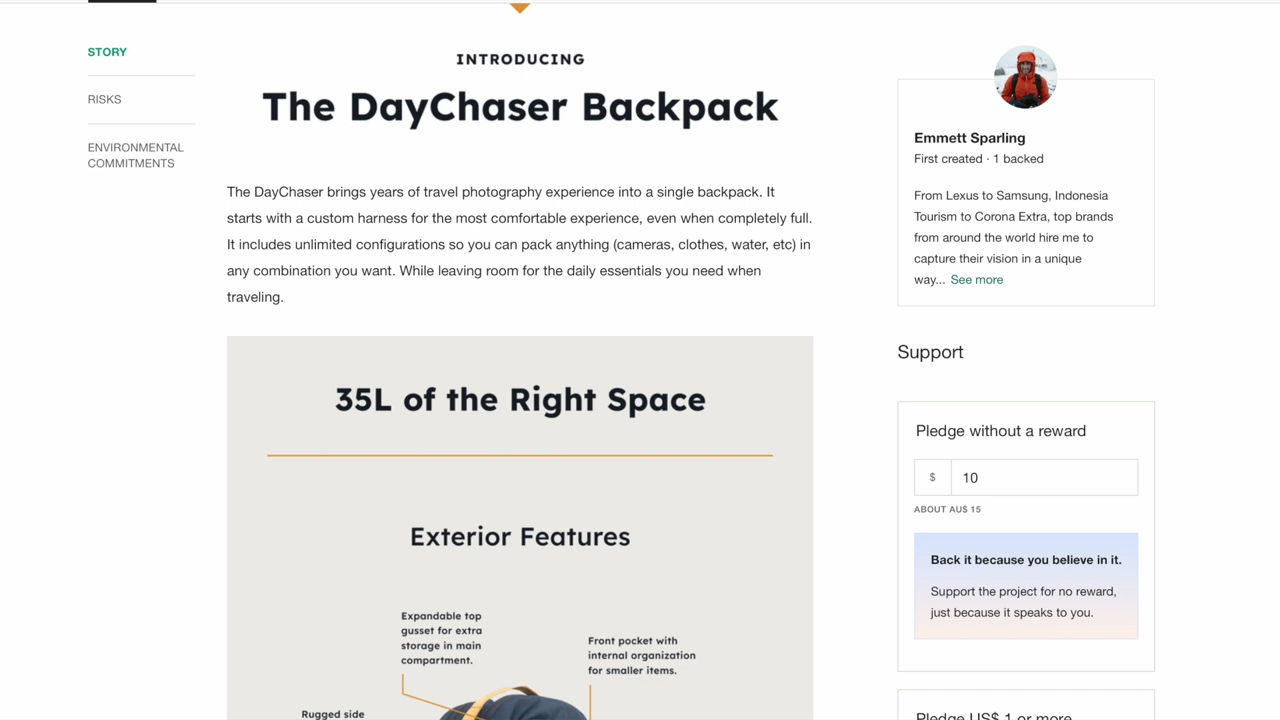 STORY
RISKS
ENVIRONMENTAL
COMMITMENTS
INTRODUCING
The DayChaser Backpack
The DayChaser brings years of travel photography experience into a single backpack. It
starts with a custom harness for the most comfortable experience, even when completely full.
It includes unlimited configurations so you can pack anything (cameras, clothes, water, etc) in
any combination you want. While leaving room for the daily essentials you need when
traveling.
35L of the Right Space
Exterior Features
Expandable top
gusset for extra
storage in main
compartment.
Front pocket with
internal organization
for smaller items.
Rugged side
Emmett Sparling
First created · 1 backed
From Lexus to Samsung, Indonesia
Tourism to Corona Extra, top brands
from around the world hire me to
capture their vision in a unique
way... See more
Support
Pledge without a reward
$ 10
ABOUT AU$ 15
Back it because you believe in it.
Support the project for no reward,
just because it speaks to you.
Pledge US$ 1 or more